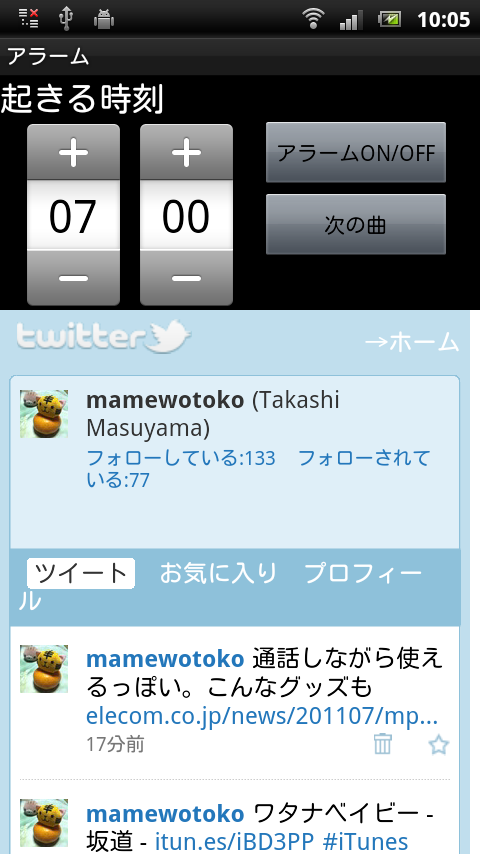 10:05
アラーム
起きる時刻
+ +
07 00
アラームON/OFF
次の曲
− −
twitter
→ホーム
mamewotoko (Takashi
Masuyama)
フォローしている:133 フォローされて
いる:77
ツイート お気に入り プロフィー
ル
mamewotoko 通話しながら使え
るっぽい。こんなグッズも
elecom.co.jp/news/201107/mp...
17分前
mamewotoko ワタナベイビー -
坂道 - itun.es/iBD3PP #iTunes